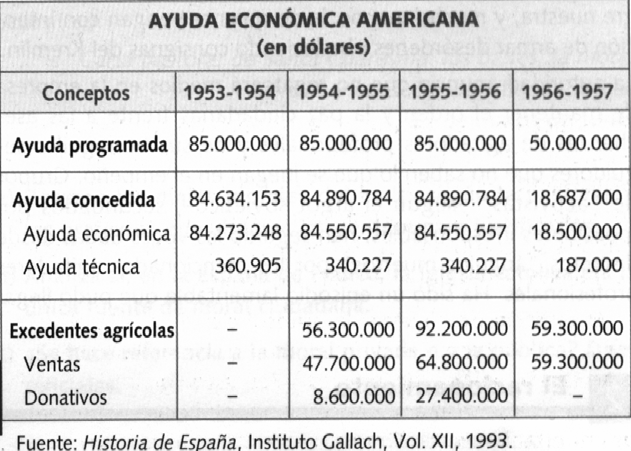 AYUDA ECONÓMICA AMERICANA
(en dólares)
Conceptos 1953-1954 1954-1955 1955-1956 1956-1957
Ayuda programada 85.000.000 85.000.000 85.000.000 50.000.000
Ayuda concedida 84.634.153 84.890.784 84.890.784 18.687.000
Ayuda económica 84.273.248 84.550.557 84.550.557 18.500.000
Ayuda técnica 360.905 340.227 340.227 187.000
Excedentes agrícolas – 56.300.000 92.200.000 59.300.000
Ventas – 47.700.000 64.800.000 59.300.000
Donativos – 8.600.000 27.400.000 –
Fuente: Historia de España, Instituto Gallach, Vol. XII, 1993.